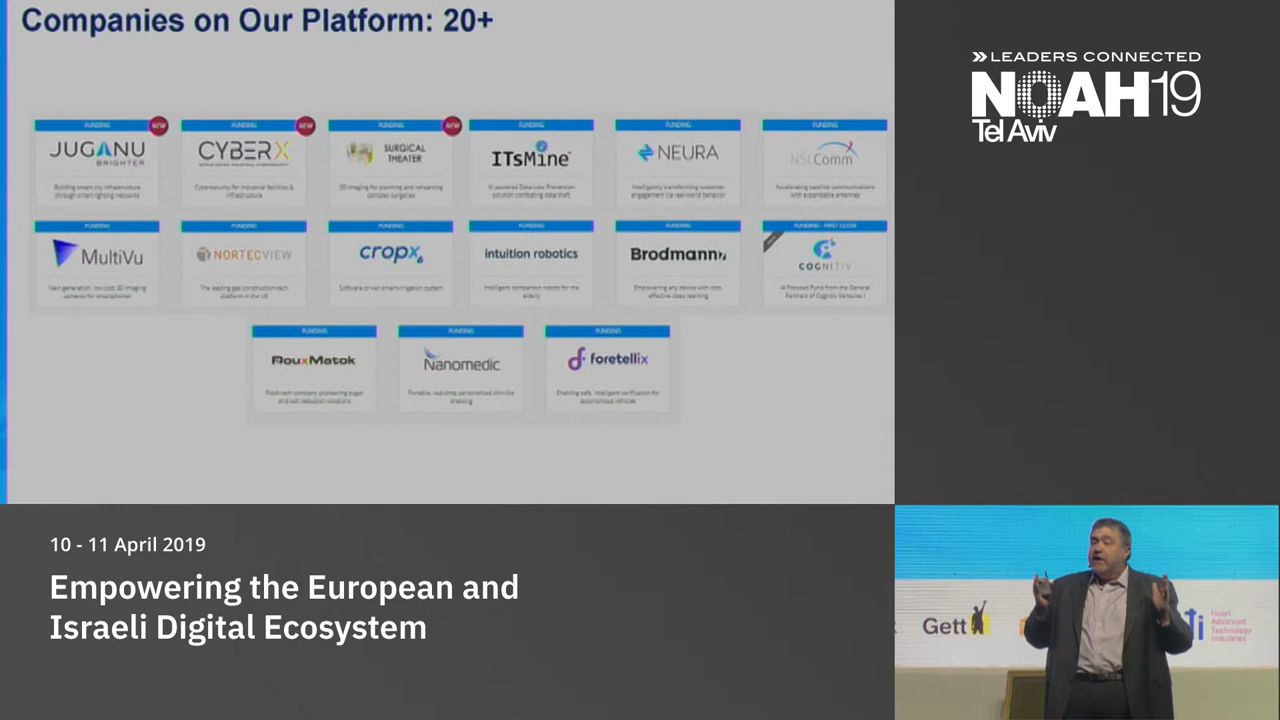 Companies on Our Platform: 20+
» LEADERS CONNECTED
NOAH19
Tel Aviv
FUNDING NEW
JUGANU
BRIGHTER
Building smart city infrastructure
through smart lighting networks
FUNDING NEW
CYBERX
Cybersecurity for industrial facilities &
infrastructure
FUNDING NEW
SURGICAL
THEATER
3D imaging for planning and rehearsing
complex surgeries
FUNDING
ITsMine
AI powered Data Loss Prevention
solution combating data theft
FUNDING
NEURA
Intelligently transforming customer
engagement via real-world behavior
FUNDING
NSLComm
Accelerating satellite communications
with expandable antennas
FUNDING
MultiVu
Next generation, low cost 3D imaging
cameras for smartphones
FUNDING
NORTECVIEW
The leading gas construction-tech
platform in the US
FUNDING
cropx
Software driven smart-irrigation system
FUNDING
intuition robotics
Intelligent companion robots for the
elderly
FUNDING
Brodmann
Empowering any device with cost-
effective deep learning
FUNDING - FIRST CLOSE
COGNITIV
AI Focused Fund from the General
Partners of Cognitiv Ventures I
FUNDING
DouxMatok
Food-tech company pioneering sugar
and salt reduction solutions
FUNDING
Nanomedic
Portable, real-time personalized skin-like
dressing
FUNDING
foretellix
Enabling safe, intelligent verification for
autonomous vehicles
10 - 11 April 2019
Empowering the European and
Israeli Digital Ecosystem
Gett
Israel
Advanced
Technology
Industries